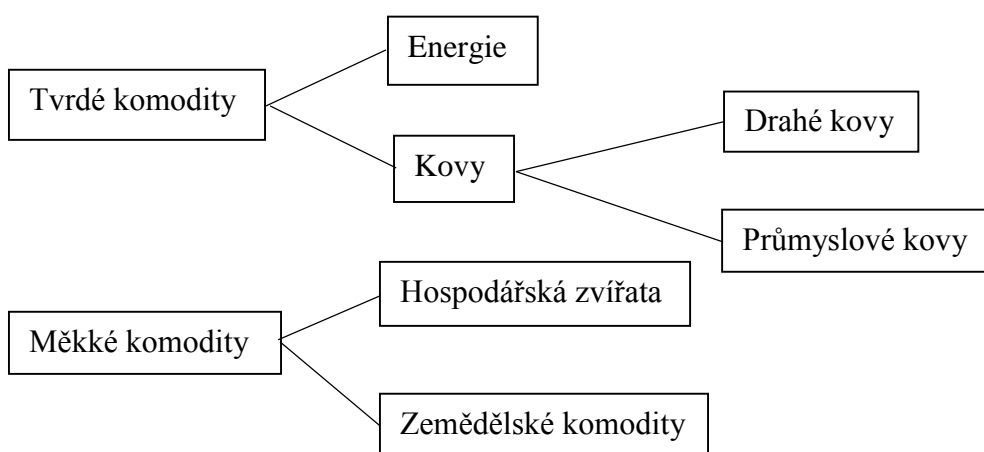 Energie
Tvrdé komodity
Drahé kovy
Kovy
Průmyslové kovy
Hospodářská zvířata
Měkké komodity
Zemědělské komodity